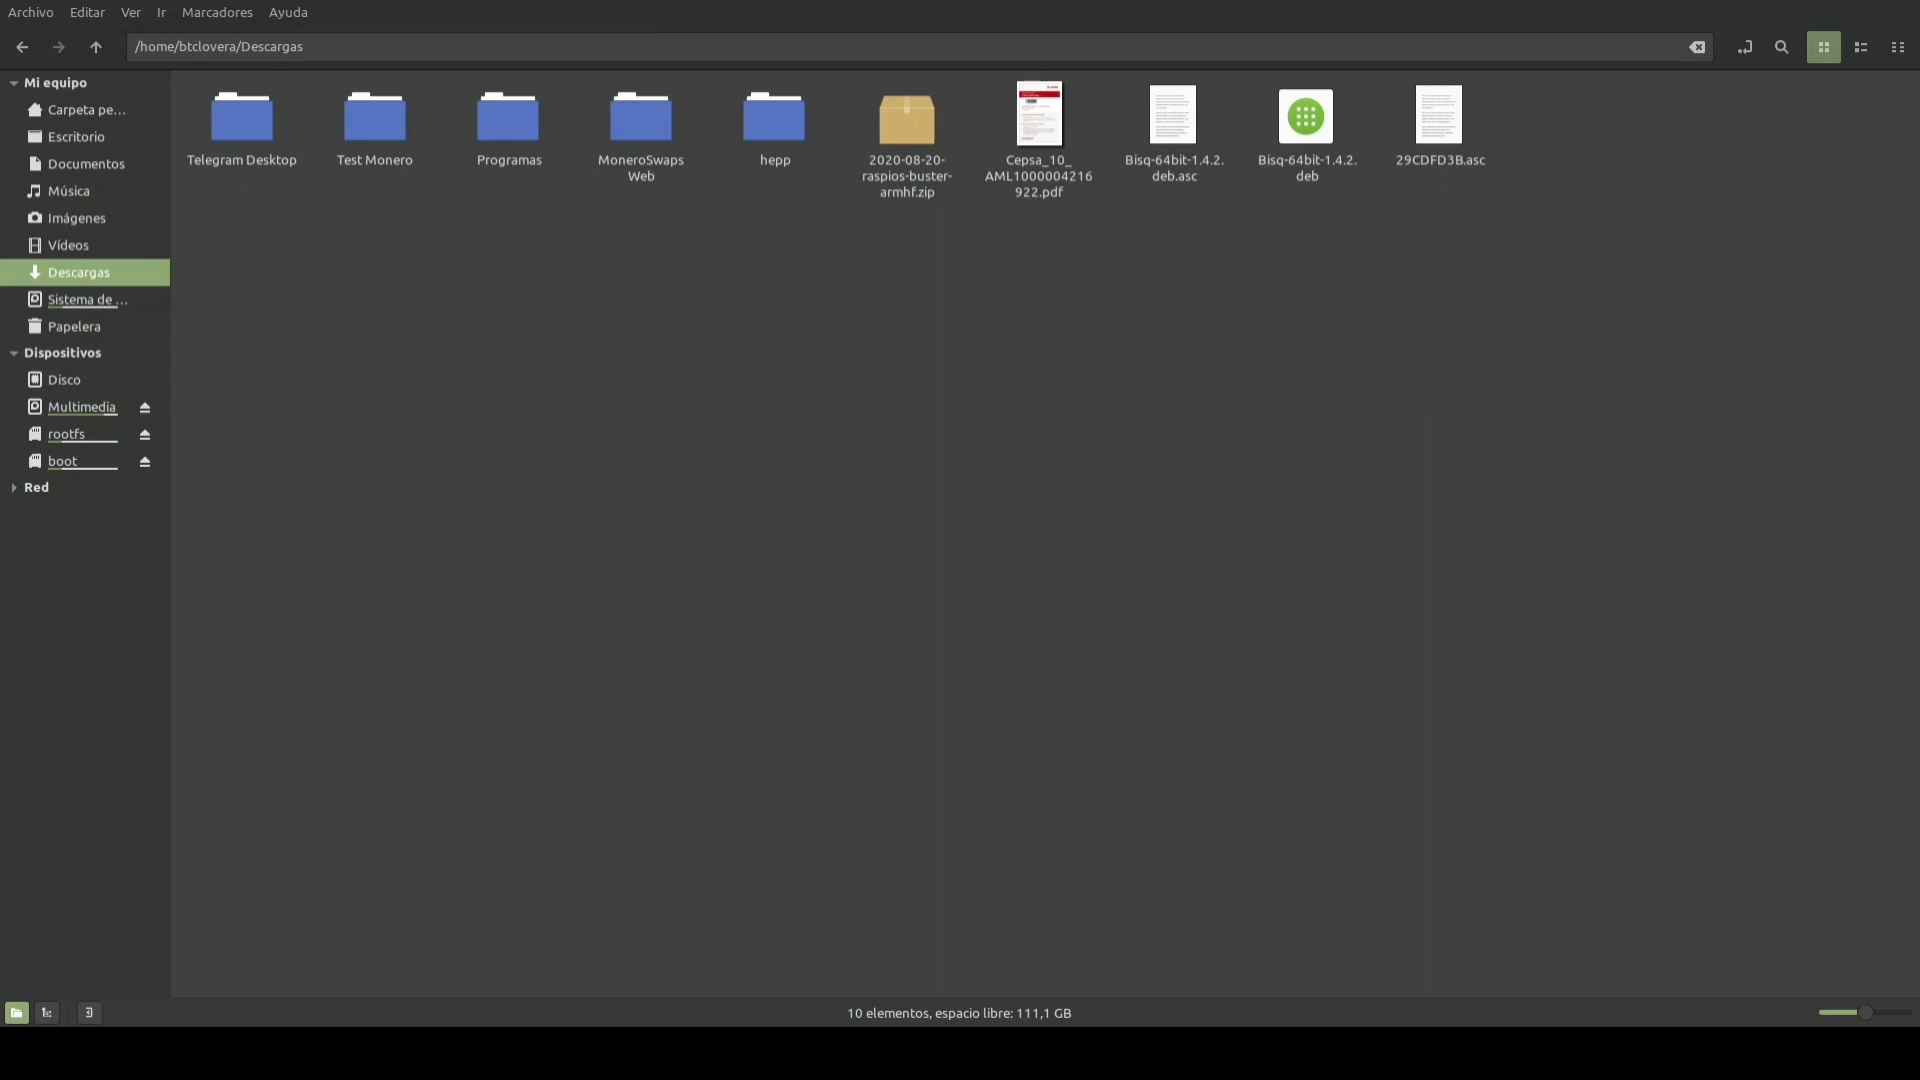 Archivo Editar Ver Ir Marcadores Ayuda
/home/btclovera/Descargas
Mi equipo
Carpeta pe...
Escritorio
Documentos
Música
Imágenes
Vídeos
Descargas
Sistema de ...
Papelera
Dispositivos
Disco
Multimedia
rootfs
boot
Red
Telegram Desktop
Test Monero
Programas
MoneroSwaps
Web
hepp
2020-08-20-
raspios-buster-
armhf.zip
Cepsa_10_
AML1000004216
922.pdf
Bisq-64bit-1.4.2.
deb.asc
Bisq-64bit-1.4.2.
deb
29CDFD3B.asc
10 elementos, espacio libre: 111,1 GB